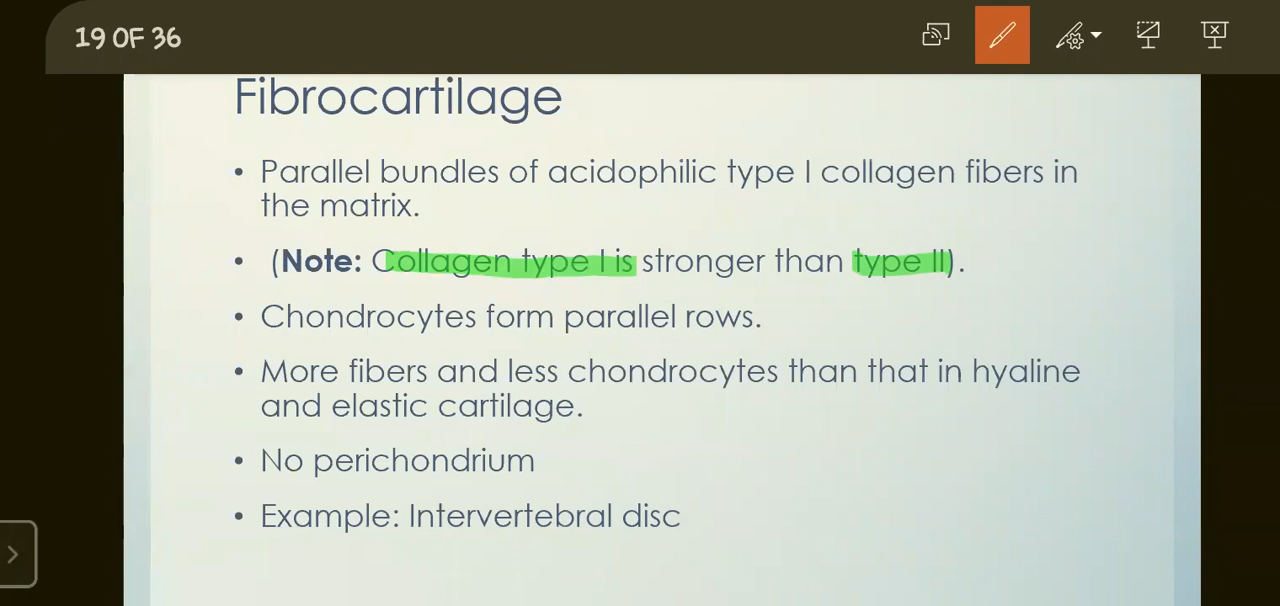 19 OF 36
Fibrocartilage
• Parallel bundles of acidophilic type I collagen fibers in
the matrix.
• (Note: Collagen type I is stronger than type II).
• Chondrocytes form parallel rows.
• More fibers and less chondrocytes than that in hyaline
and elastic cartilage.
• No perichondrium
• Example: Intervertebral disc